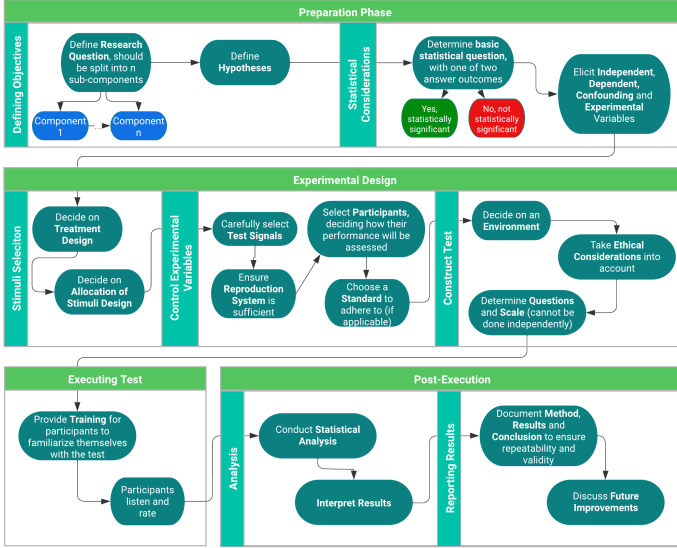 Preparation Phase
Defining Objectives
Define Research
Question, should
be split into n
sub-components
Component
1
...
Component
n
Define
Hypotheses
Statistical
Considerations
Determine basic
statistical question,
with one of two
answer outcomes
Yes,
statistically
significant
No, not
statistically
significant
Elicit Independent,
Dependent,
Confounding and
Experimental
Variables
Experimental Design
Stimuli Seleciton
Decide on
Treatment
Design
Decide on
Allocation of
Stimuli Design
Control Experimental
Variables
Carefully select
Test Signals
Ensure
Reproduction
System is
sufficient
Select Participants,
deciding how their
performance will be
assessed
Choose a
Standard to
adhere to (if
applicable)
Construct Test
Decide on an
Environment
Take Ethical
Considerations into
account
Determine Questions
and Scale (cannot be
done independently)
Executing Test
Provide Training for
participants to
familiarize themselves
with the test
Participants
listen and
rate
Post-Execution
Analysis
Conduct Statistical
Analysis
Interpret Results
Reporting Results
Document Method,
Results and
Conclusion to ensure
repeatability and
validity
Discuss Future
Improvements